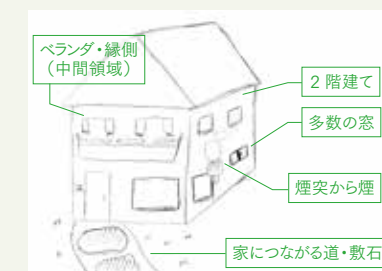 ベランダ・縁側
（中間領域）
2 階建て
多数の窓
煙突から煙
家につながる道・敷石